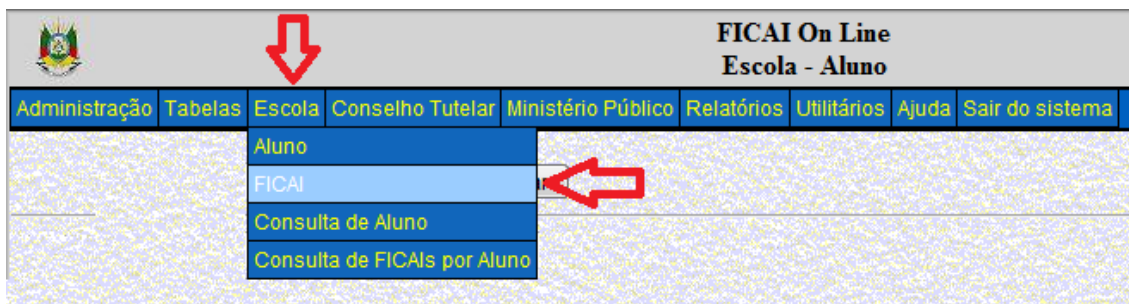 FICAI On Line
Escola - Aluno
Administração Tabelas Escola Conselho Tutelar Ministério Público Relatórios Utilitários Ajuda Sair do sistema
Aluno
FICAI
Consulta de Aluno
Consulta de FICAIs por Aluno